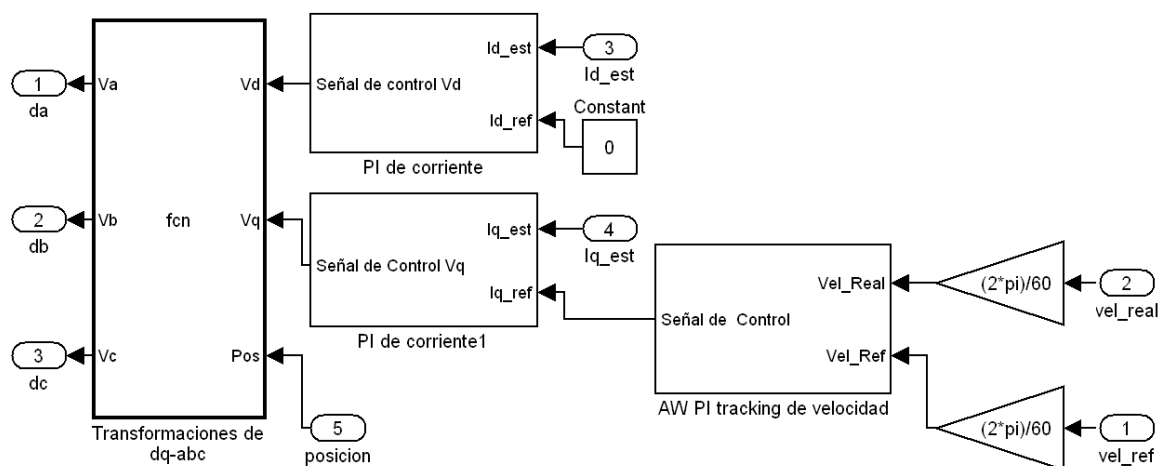 1
da
2
db
3
dc
Va
Vd
Vb
fcn
Vq
Vc
Pos
Transformaciones de
dq-abc
Id_est
Señal de control Vd
Id_ref
PI de corriente
3
Id_est
Constant
0
Iq_est
Señal de Control Vq
Iq_ref
PI de corriente1
4
Iq_est
5
posicion
Vel_Real
Señal de  Control
Vel_Ref
AW PI tracking de velocidad
(2*pi)/60
2
vel_real
(2*pi)/60
1
vel_ref